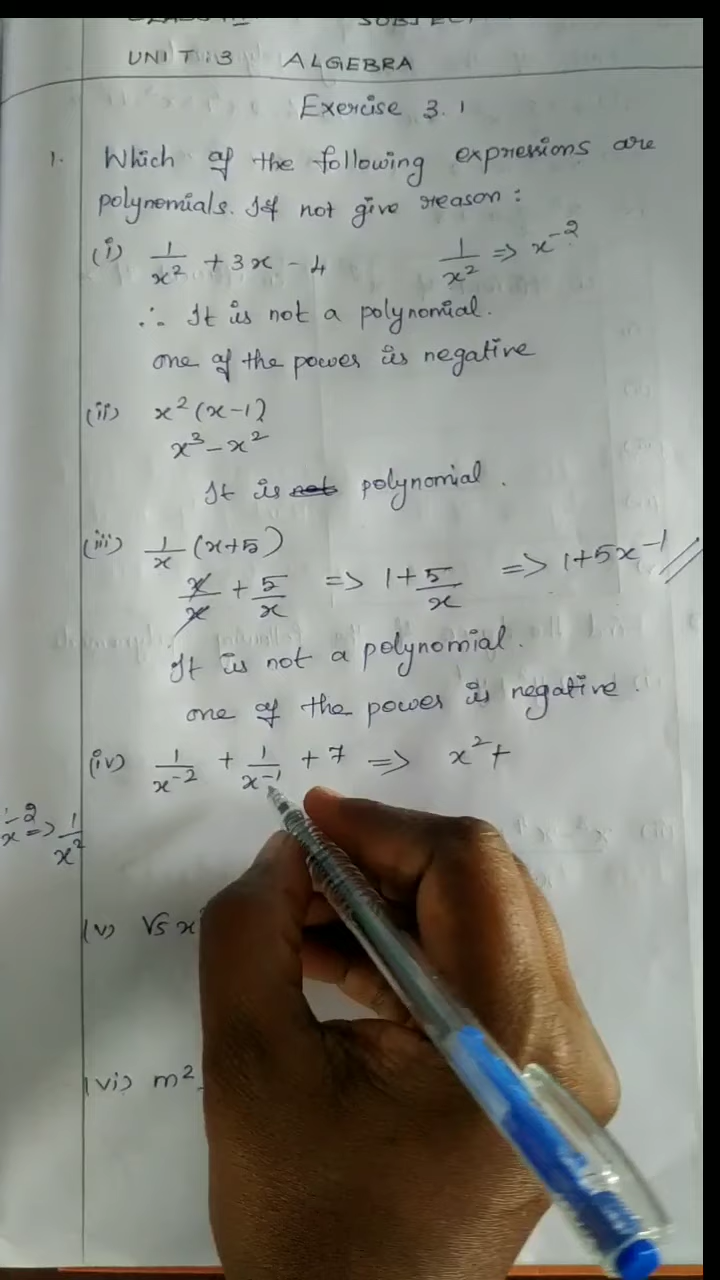 UNIT:3 ALGEBRA
Exercise 3.1
1. Which of the following expressions are
polynomials. If not give reason:
(i) 1/x² + 3x - 4    1/x² => x⁻²
∴ It is not a polynomial.
one of the power is negative
(ii) x²(x-1)
x³ - x²
It is not polynomial.
(iii) 1/x (x+5)
x/x + 5/x => 1 + 5/x => 1+5x⁻¹ //
It is not a polynomial.
one of the power is negative.
(iv) 1/x⁻² + 1/x⁻¹ + 7 => x² +
x⁻² => 1/x²
(v) √5 x
(vi) m²